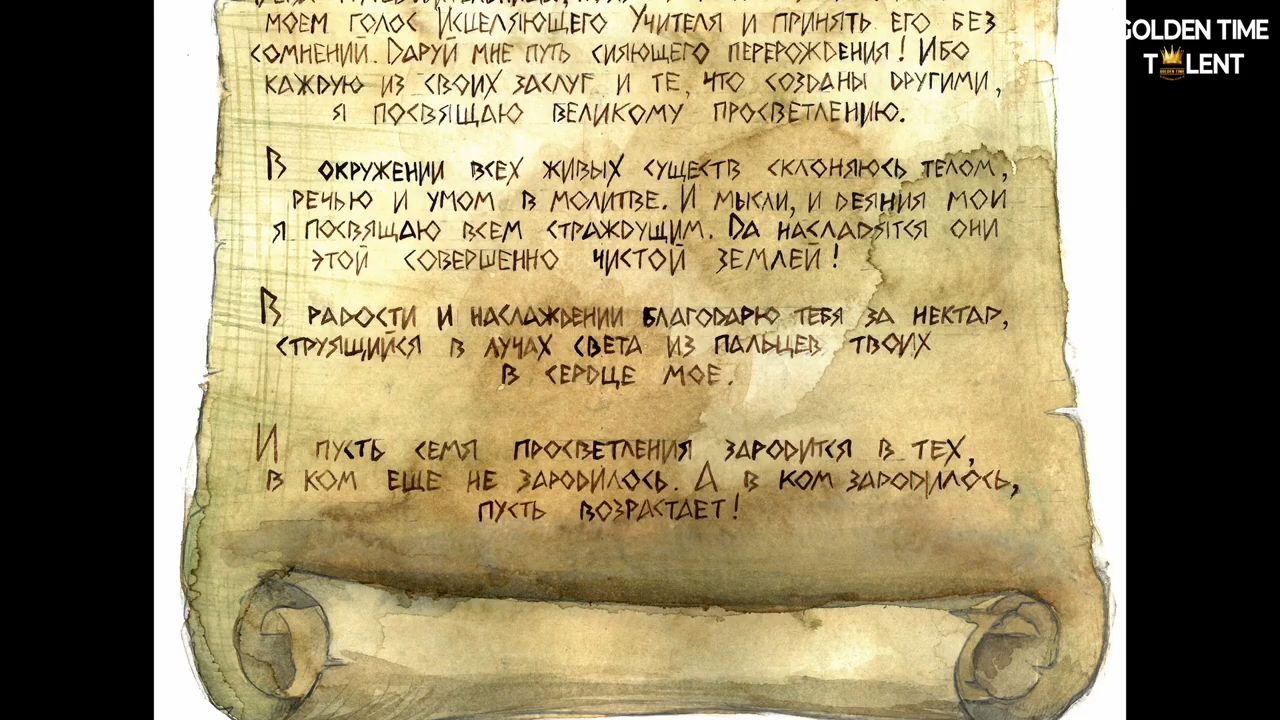 МОЕМ ГОЛОС ИСЦЕЛЯЮЩЕГО УЧИТЕЛЯ И ПРИНЯТЬ ЕГО БЕЗ
СОМНЕНИЙ. ДАРУЙ МНЕ ПУТЬ СИЯЮЩЕГО ПЕРЕРОЖДЕНИЯ! ИБО
КАЖДУЮ ИЗ СВОИХ ЗАСЛУГ И ТЕ, ЧТО СОЗДАНЫ ДРУГИМИ,
Я ПОСВЯЩАЮ ВЕЛИКОМУ ПРОСВЕТЛЕНИЮ.
В ОКРУЖЕНИИ ВСЕХ ЖИВЫХ СУЩЕСТВ СКЛОНЯЮСЬ ТЕЛОМ,
РЕЧЬЮ И УМОМ В МОЛИТВЕ. И МЫСЛИ, И ДЕЯНИЯ МОИ
Я ПОСВЯЩАЮ ВСЕМ СТРАЖДУЩИМ. ДА НАСЛАДЯТСЯ ОНИ
ЭТОЙ СОВЕРШЕННО ЧИСТОЙ ЗЕМЛЕЙ!
В РАДОСТИ И НАСЛАЖДЕНИИ БЛАГОДАРЮ ТЕБЯ ЗА НЕКТАР,
СТРУЯЩИЙСЯ В ЛУЧАХ СВЕТА ИЗ ПАЛЬЦЕВ ТВОИХ
В СЕРДЦЕ МОЕ.
И ПУСТЬ СЕМЯ ПРОСВЕТЛЕНИЯ ЗАРОДИТСЯ В ТЕХ,
В КОМ ЕЩЕ НЕ ЗАРОДИЛОСЬ. А В КОМ ЗАРОДИЛОСЬ,
ПУСТЬ ВОЗРАСТАЕТ!
GOLDEN TIME
TALENT